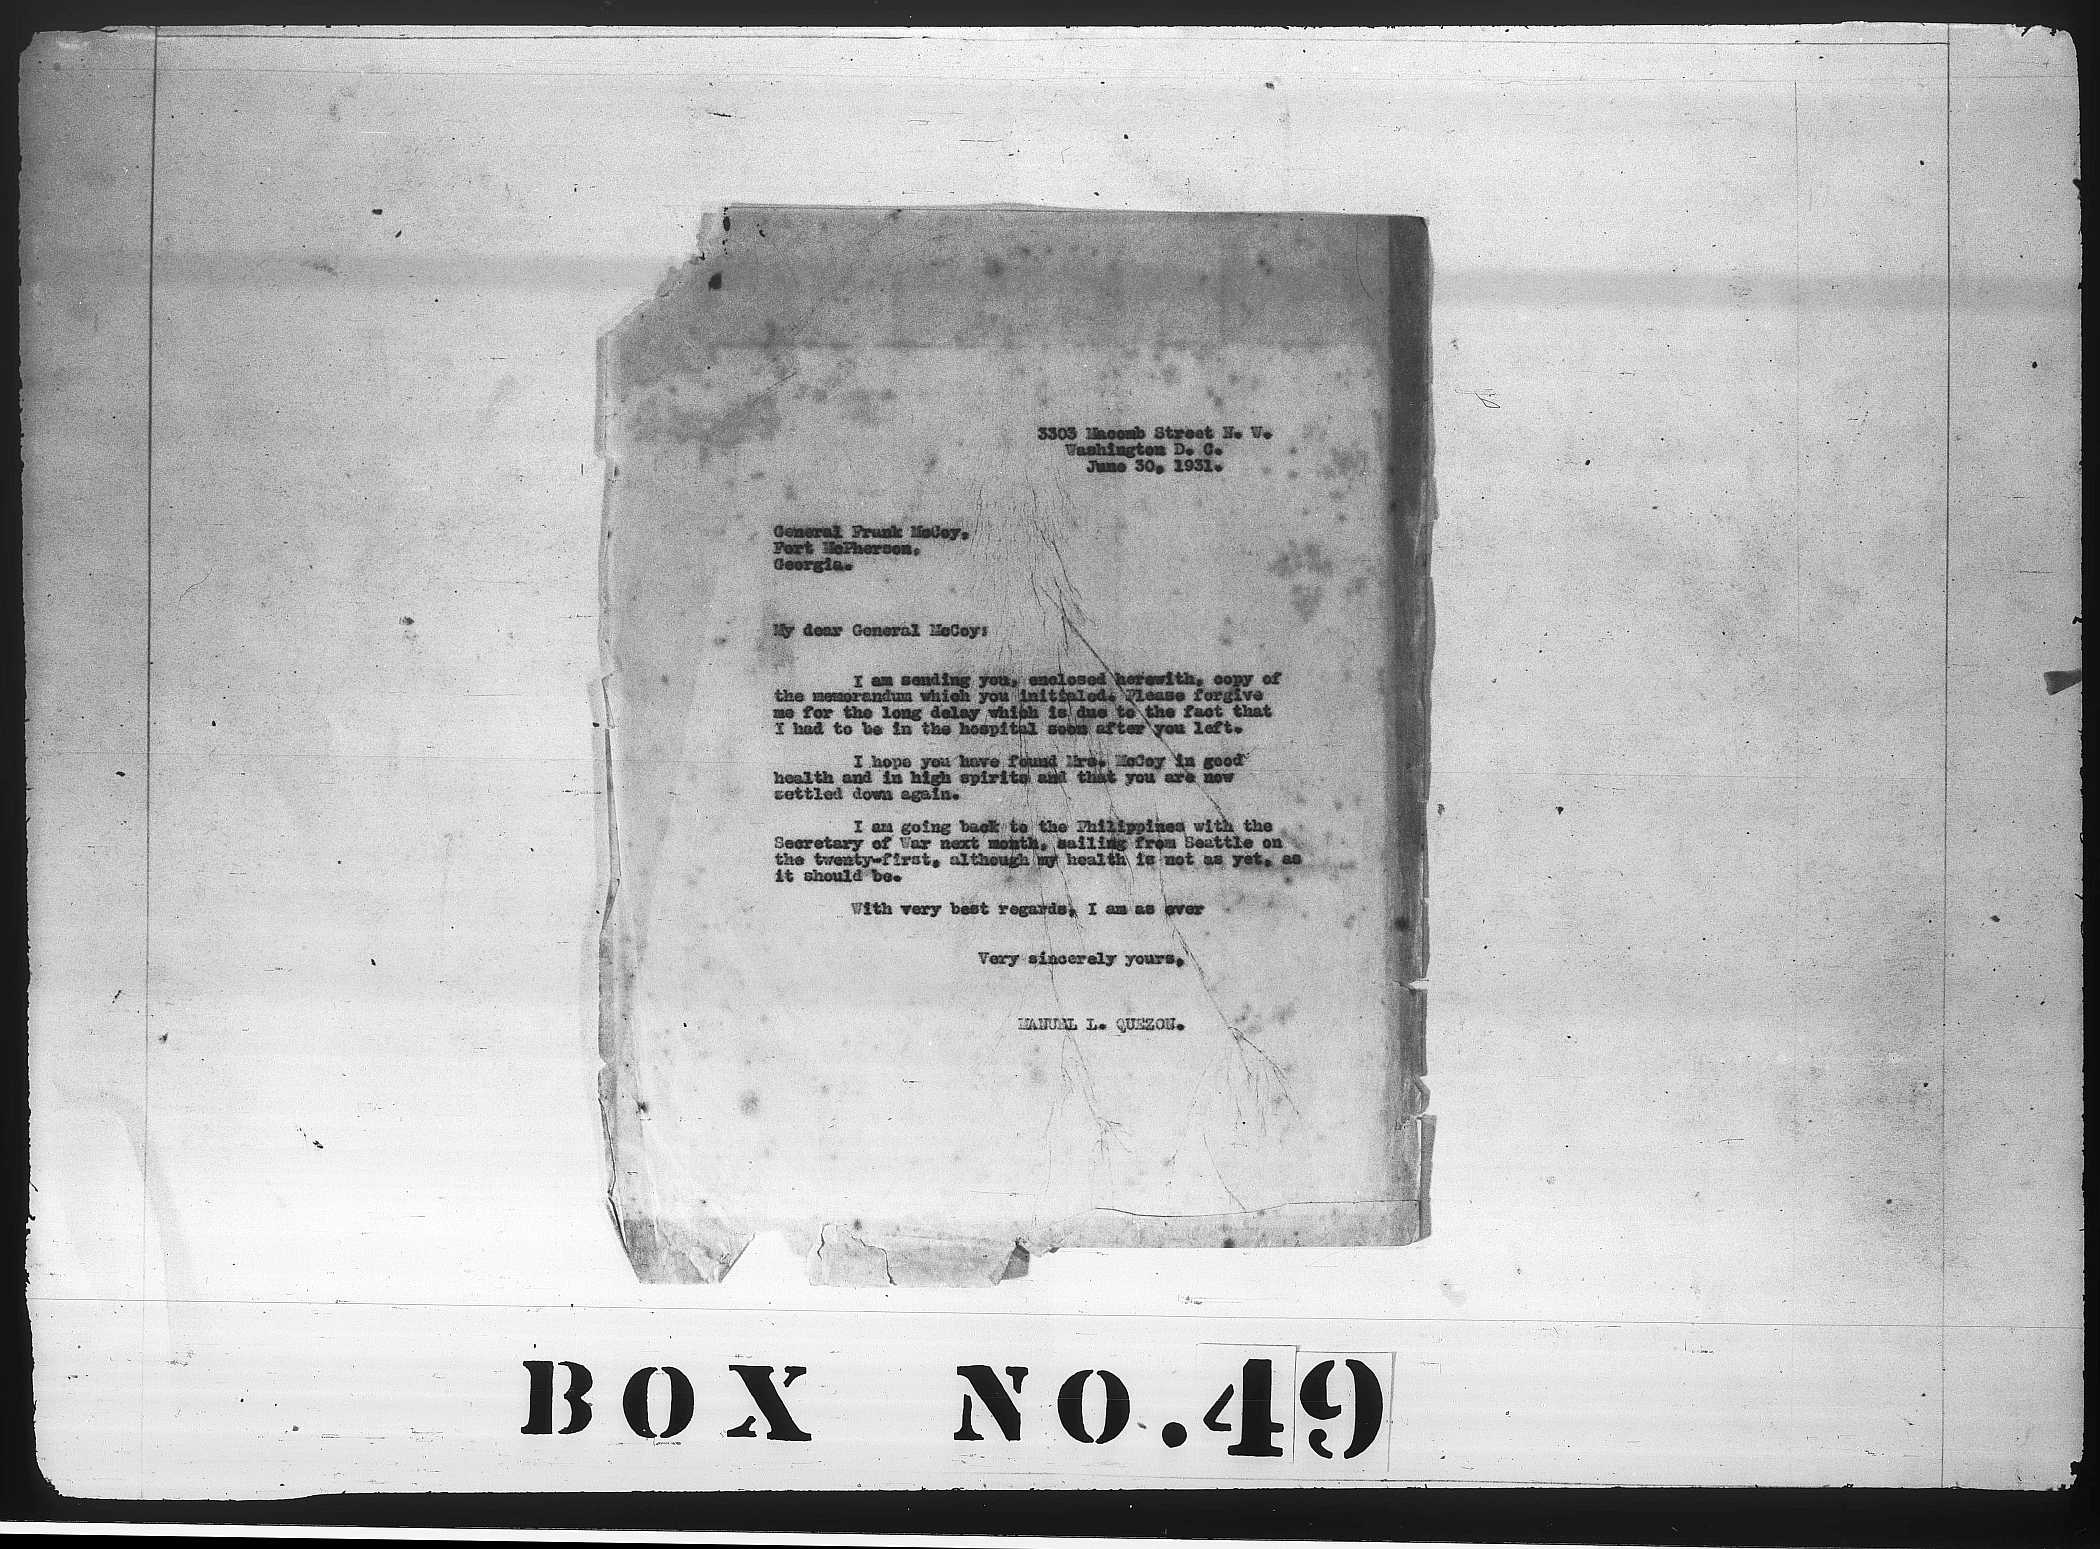 3303 Macomb Street N. W.
Washington D. C.
June 30, 1931.
General Frank McCoy,
Fort McPherson,
Georgia.
My dear General McCoy:
I am sending you, enclosed herewith, copy of
the memorandum which you initialed. Please forgive
me for the long delay which is due to the fact that
I had to be in the hospital soon after you left.
I hope you have found Mrs. McCoy in good
health and in high spirits and that you are now
settled down again.
I am going back to the Philippines with the
Secretary of War next month, sailing from Seattle on
the twenty-first, although my health is not as yet, as
it should be.
With very best regards, I am as ever
Very sincerely yours,
MANUEL L. QUEZON.
BOX NO. 49